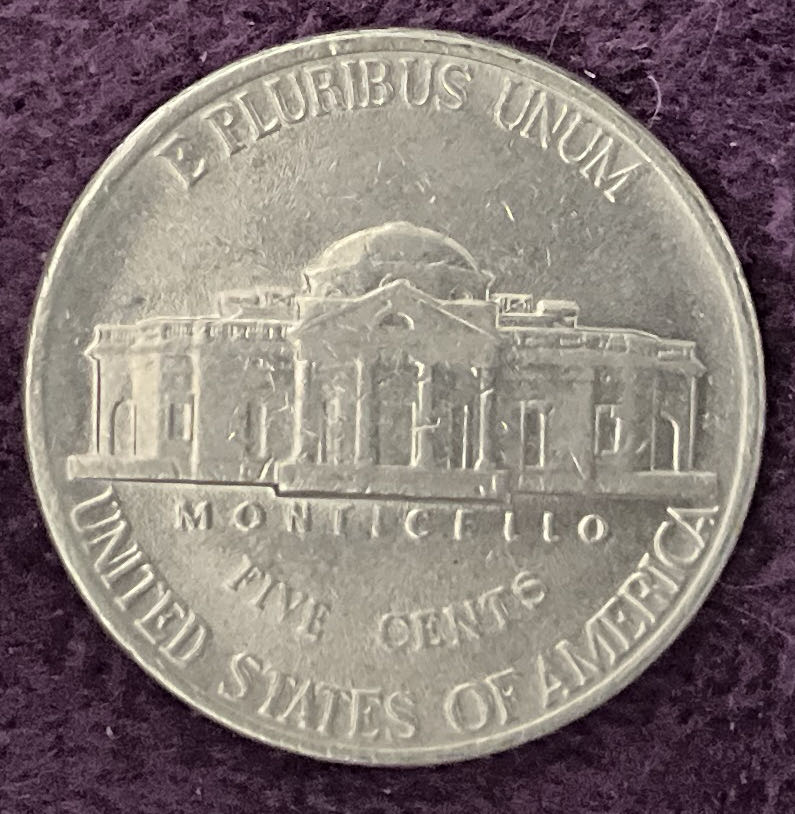 E PLURIBUS UNUM
MONTICELLO
FIVE CENTS
UNITED STATES OF AMERICA